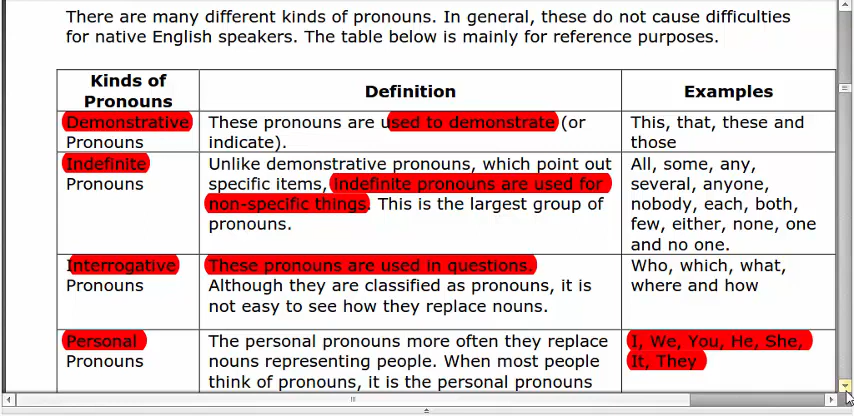 There are many different kinds of pronouns. In general, these do not cause difficulties
for native English speakers. The table below is mainly for reference purposes.
Kinds of
Pronouns
Definition
Examples
Demonstrative
Pronouns
These pronouns are used to demonstrate (or
indicate).
This, that, these and
those
Indefinite
Pronouns
Unlike demonstrative pronouns, which point out
specific items, indefinite pronouns are used for
non-specific things. This is the largest group of
pronouns.
All, some, any,
several, anyone,
nobody, each, both,
few, either, none, one
and no one.
Interrogative
Pronouns
These pronouns are used in questions.
Although they are classified as pronouns, it is
not easy to see how they replace nouns.
Who, which, what,
where and how
Personal
Pronouns
The personal pronouns more often they replace
nouns representing people. When most people
think of pronouns, it is the personal pronouns
I, We, You, He, She,
It, They